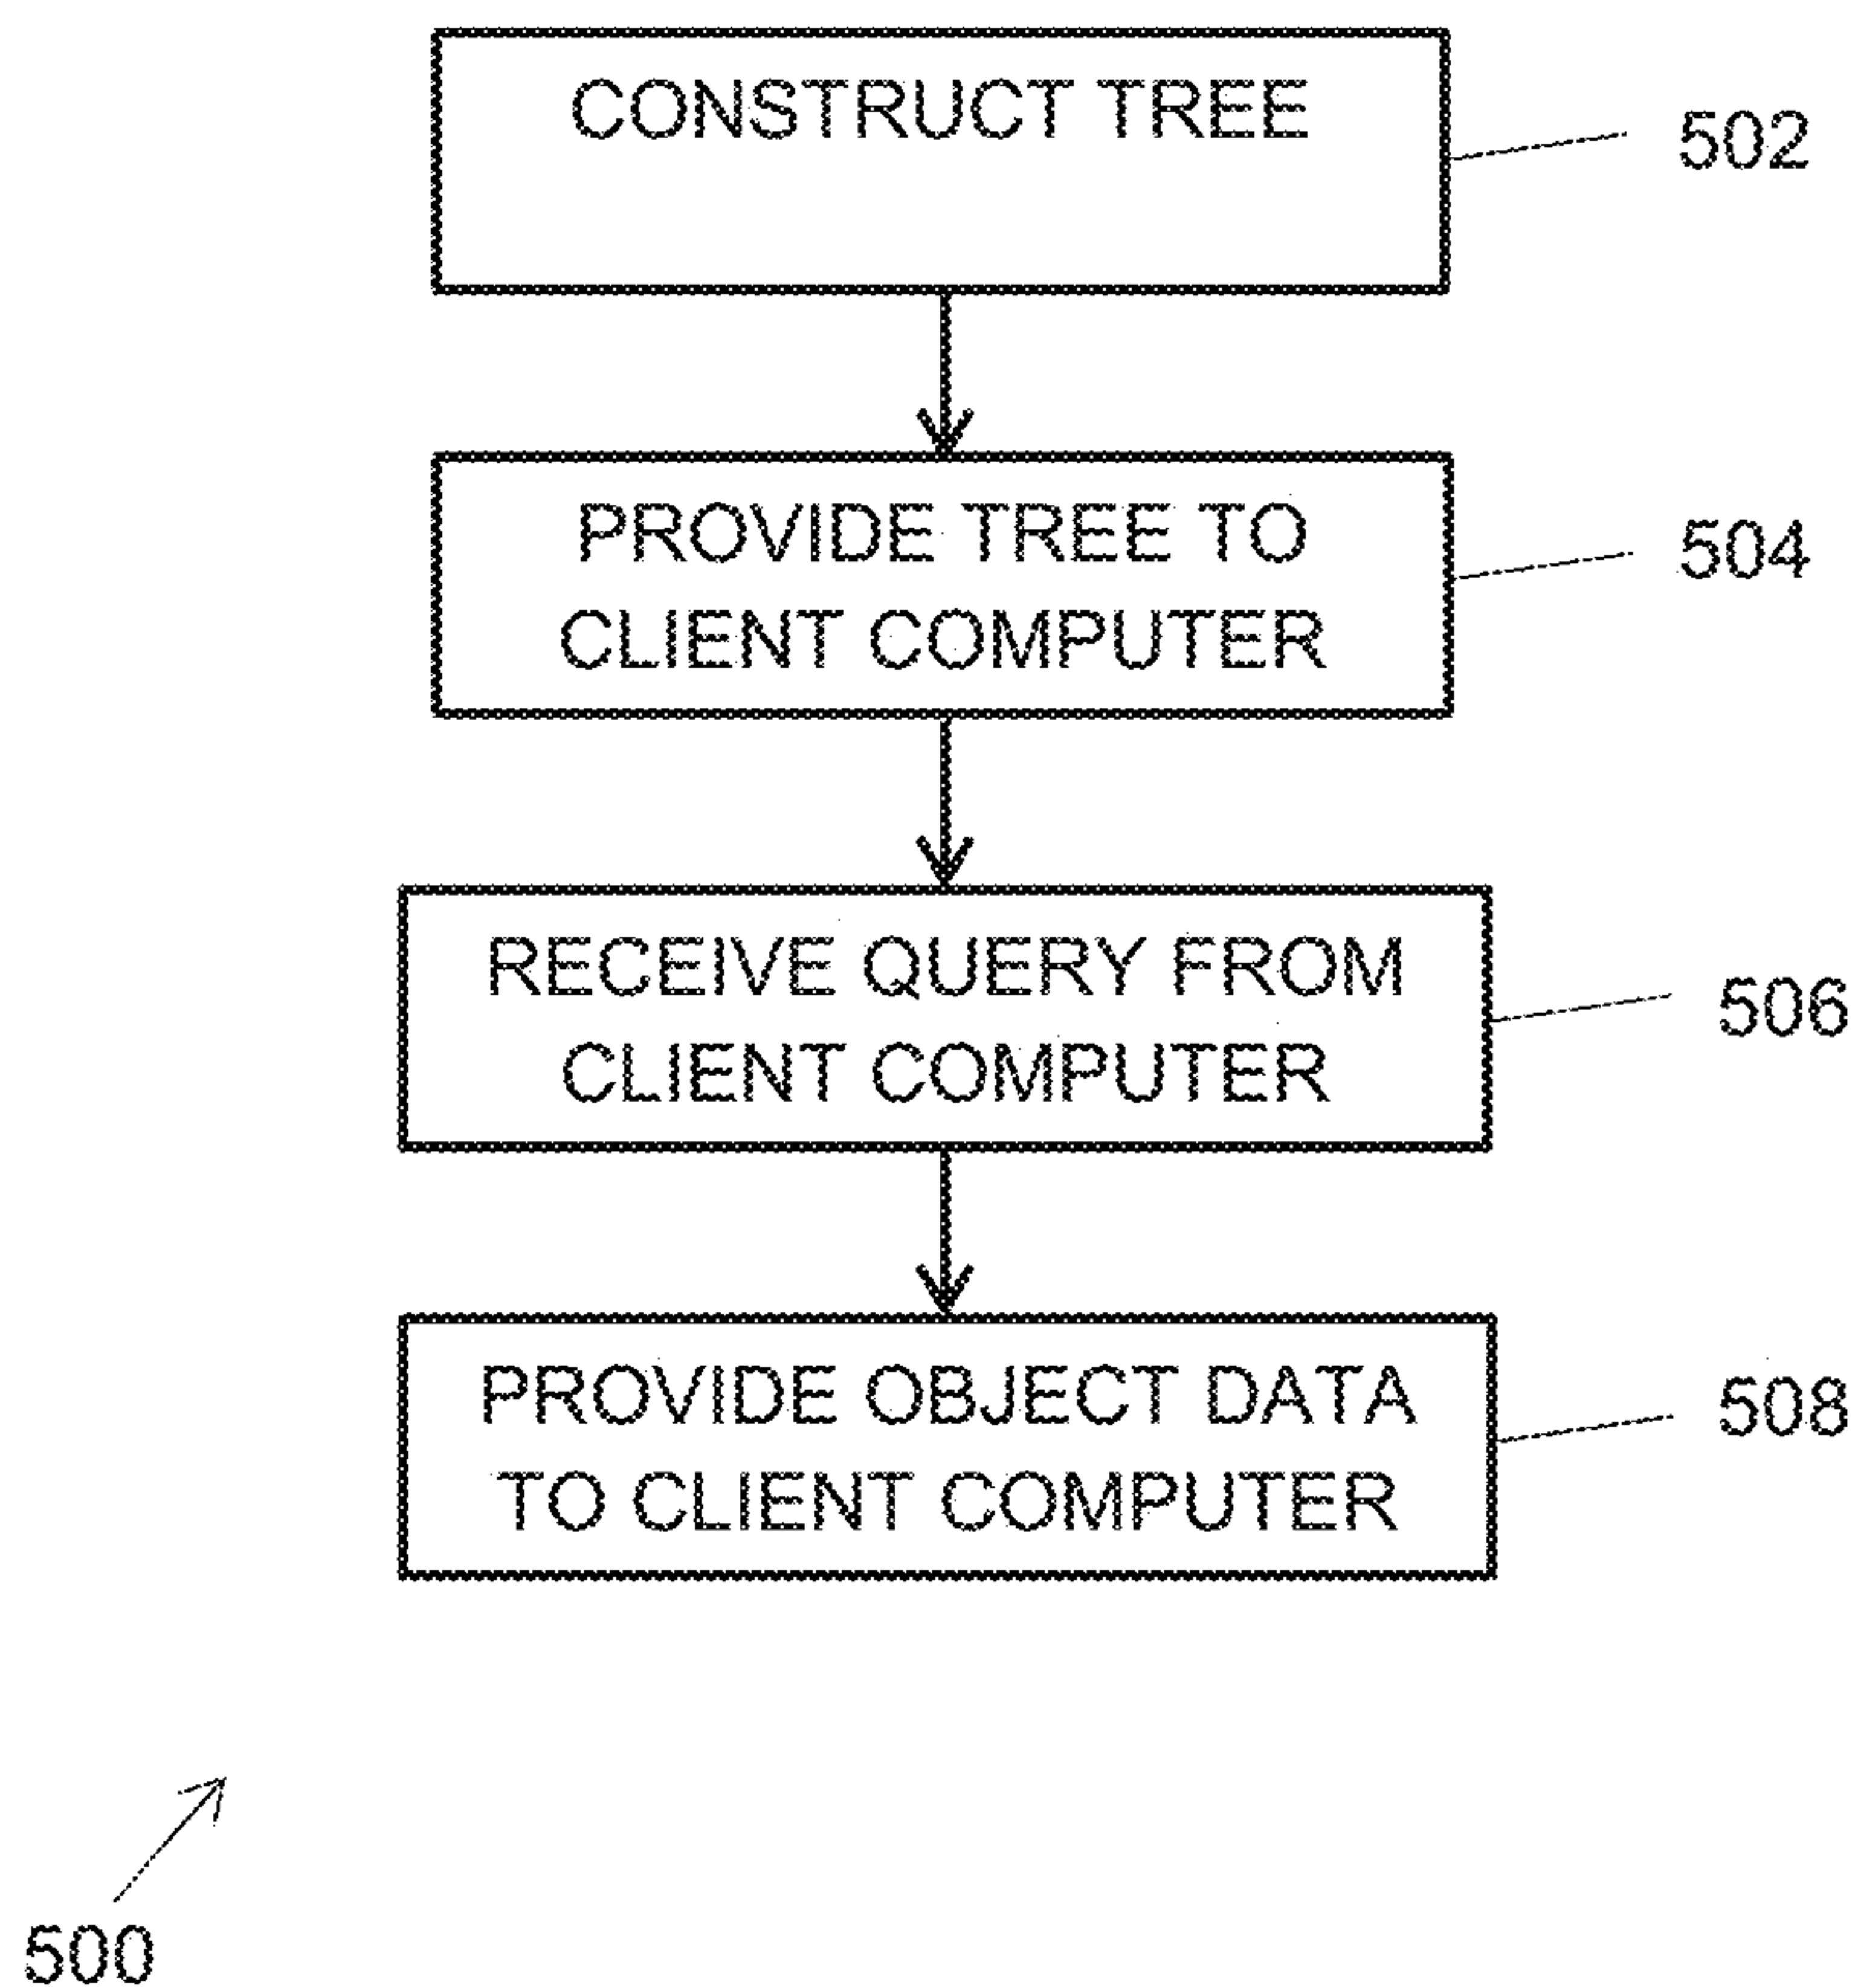 CONSTRUCT TREE
502
PROVIDE TREE TO
CLIENT COMPUTER
504
RECEIVE QUERY FROM
CLIENT COMPUTER
506
PROVIDE OBJECT DATA
TO CLIENT COMPUTER
508
500